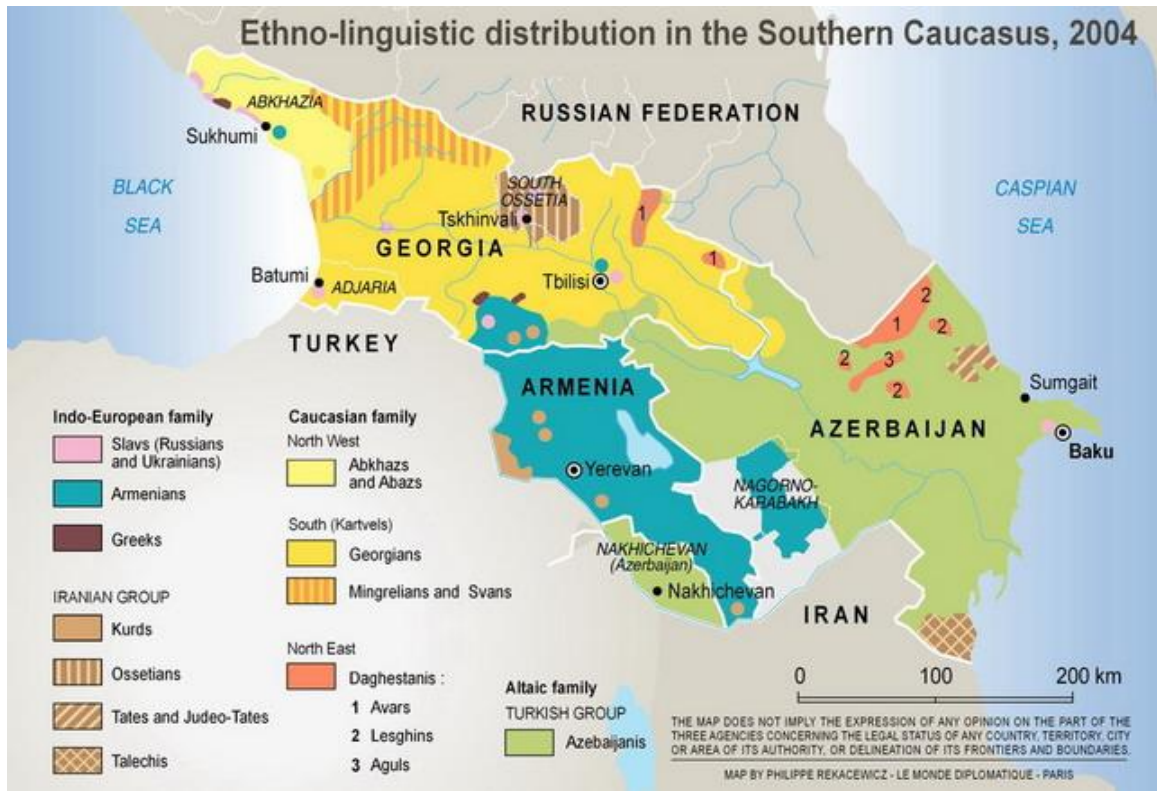 Ethno-linguistic distribution in the Southern Caucasus, 2004
RUSSIAN FEDERATION
ABKHAZIA
Sukhumi
BLACK
SEA
CASPIAN
SEA
SOUTH
OSSETIA
Tskhinvali
1
GEORGIA
1
Batumi
ADJARIA
Tbilisi
2
1
2
TURKEY
2
3
2
ARMENIA
Sumgait
AZERBAIJAN
Baku
Yerevan
NAGORNO-
KARABAKH
NAKHICHEVAN
(Azerbaijan)
Nakhichevan
IRAN
Indo-European family
Slavs (Russians
and Ukrainians)
Armenians
Greeks
IRANIAN GROUP
Kurds
Ossetians
Tates and Judeo-Tates
Talechis
Caucasian family
North West
Abkhazs
and Abazs
South (Kartvels)
Georgians
Mingrelians and Svans
North East
Daghestanis :
1 Avars
2 Lesghins
3 Aguls
Altaic family
TURKISH GROUP
Azebaijanis
0 100 200 km
THE MAP DOES NOT IMPLY THE EXPRESSION OF ANY OPINION ON THE PART OF THE
THREE AGENCIES CONCERNING THE LEGAL STATUS OF ANY COUNTRY, TERRITORY, CITY
OR AREA OF ITS AUTHORITY, OR DELINEATION OF ITS FRONTIERS AND BOUNDARIES.
MAP BY PHILIPPE REKACEWICZ - LE MONDE DIPLOMATIQUE - PARIS